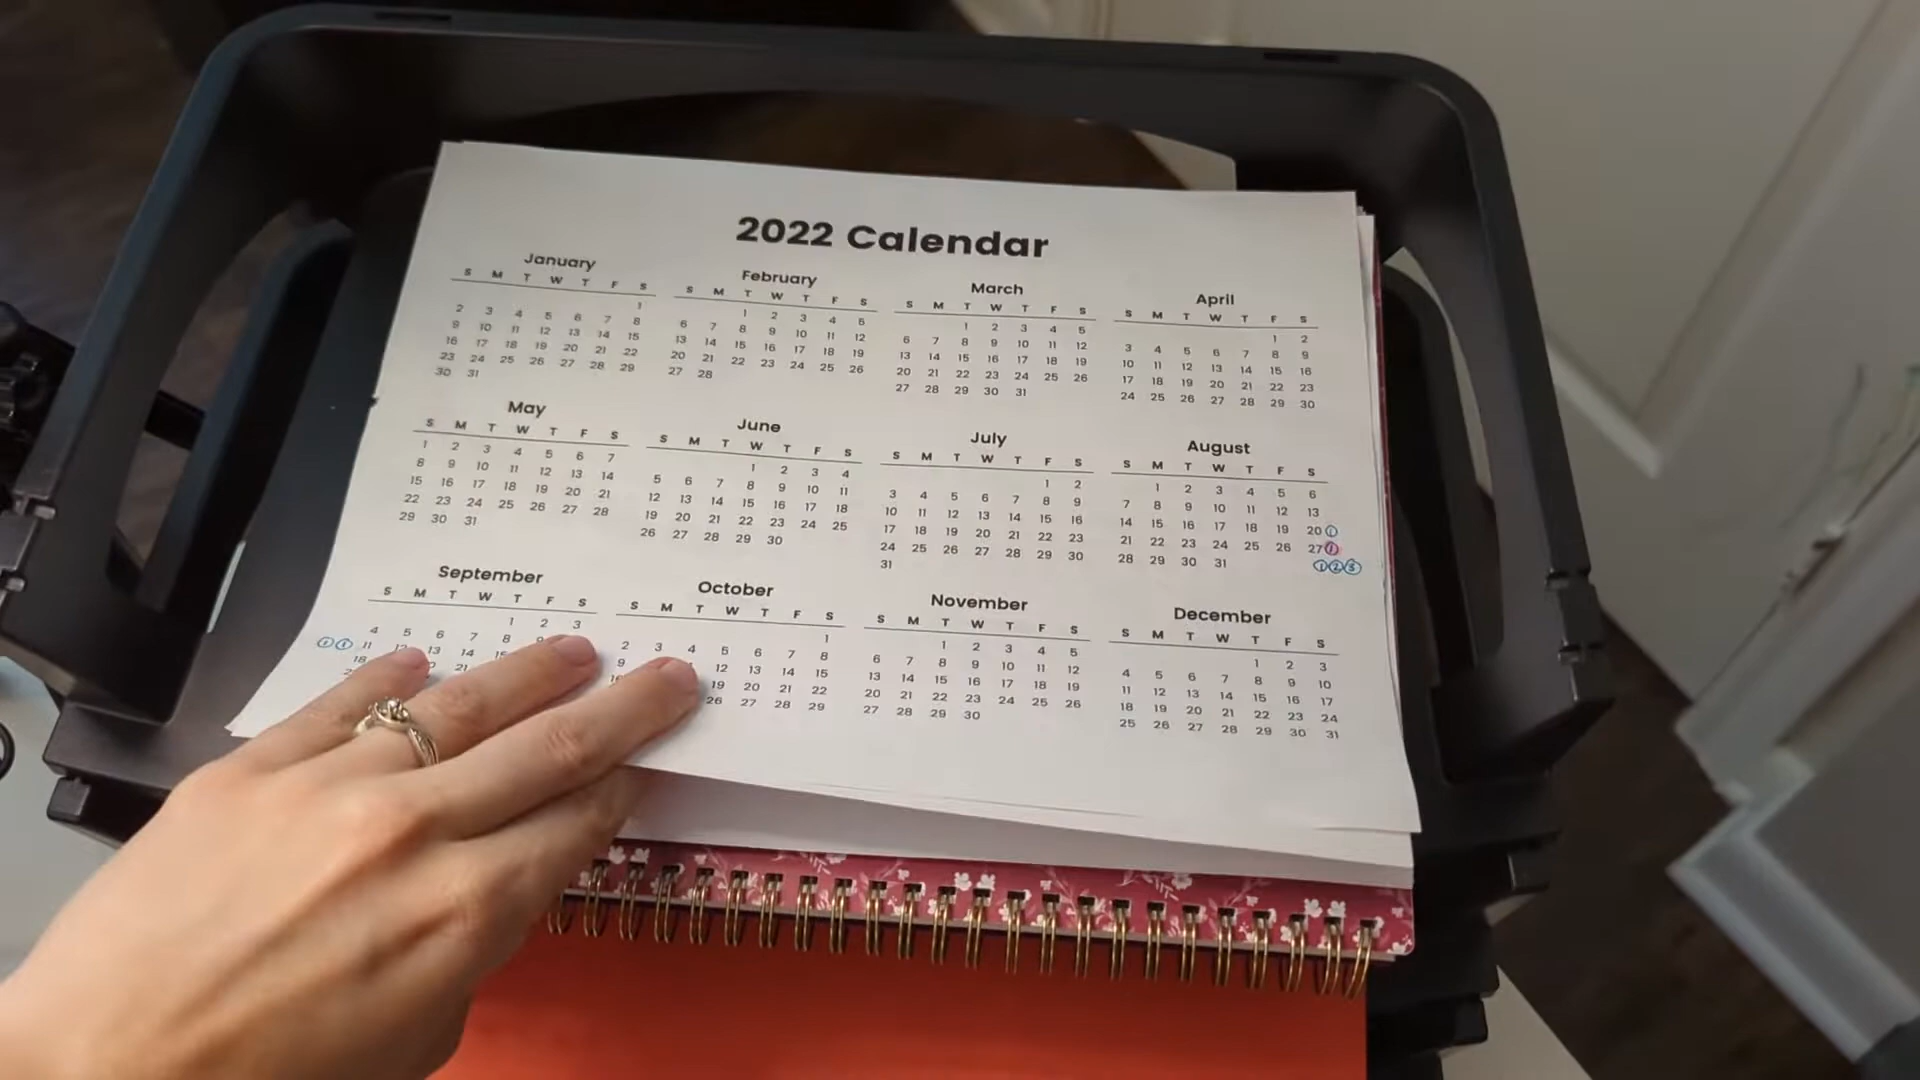 2022 Calendar
January
S M T W T F S
1
2 3 4 5 6 7 8
9 10 11 12 13 14 15
16 17 18 19 20 21 22
23 24 25 26 27 28 29
30 31
February
S M T W T F S
1 2 3 4 5
6 7 8 9 10 11 12
13 14 15 16 17 18 19
20 21 22 23 24 25 26
27 28
March
S M T W T F S
1 2 3 4 5
6 7 8 9 10 11 12
13 14 15 16 17 18 19
20 21 22 23 24 25 26
27 28 29 30 31
April
S M T W T F S
1 2
3 4 5 6 7 8 9
10 11 12 13 14 15 16
17 18 19 20 21 22 23
24 25 26 27 28 29 30
May
S M T W T F S
1 2 3 4 5 6 7
8 9 10 11 12 13 14
15 16 17 18 19 20 21
22 23 24 25 26 27 28
29 30 31
June
S M T W T F S
1 2 3 4
5 6 7 8 9 10 11
12 13 14 15 16 17 18
19 20 21 22 23 24 25
26 27 28 29 30
July
S M T W T F S
1 2
3 4 5 6 7 8 9
10 11 12 13 14 15 16
17 18 19 20 21 22 23
24 25 26 27 28 29 30
31
August
S M T W T F S
1 2 3 4 5 6
7 8 9 10 11 12 13
14 15 16 17 18 19 20 ①
21 22 23 24 25 26 27 ①
28 29 30 31 ①②③
September
S M T W T F S
1 2 3
4 5 6 7 8
11 13 14
18 21
October
S M T W T F S
1
2 3 4 5 6 7 8
9 12 13 14 15
19 20 21 22
26 27 28 29
November
S M T W T F S
1 2 3 4 5
6 7 8 9 10 11 12
13 14 15 16 17 18 19
20 21 22 23 24 25 26
27 28 29 30
December
S M T W T F S
1 2 3
4 5 6 7 8 9 10
11 12 13 14 15 16 17
18 19 20 21 22 23 24
25 26 27 28 29 30 31